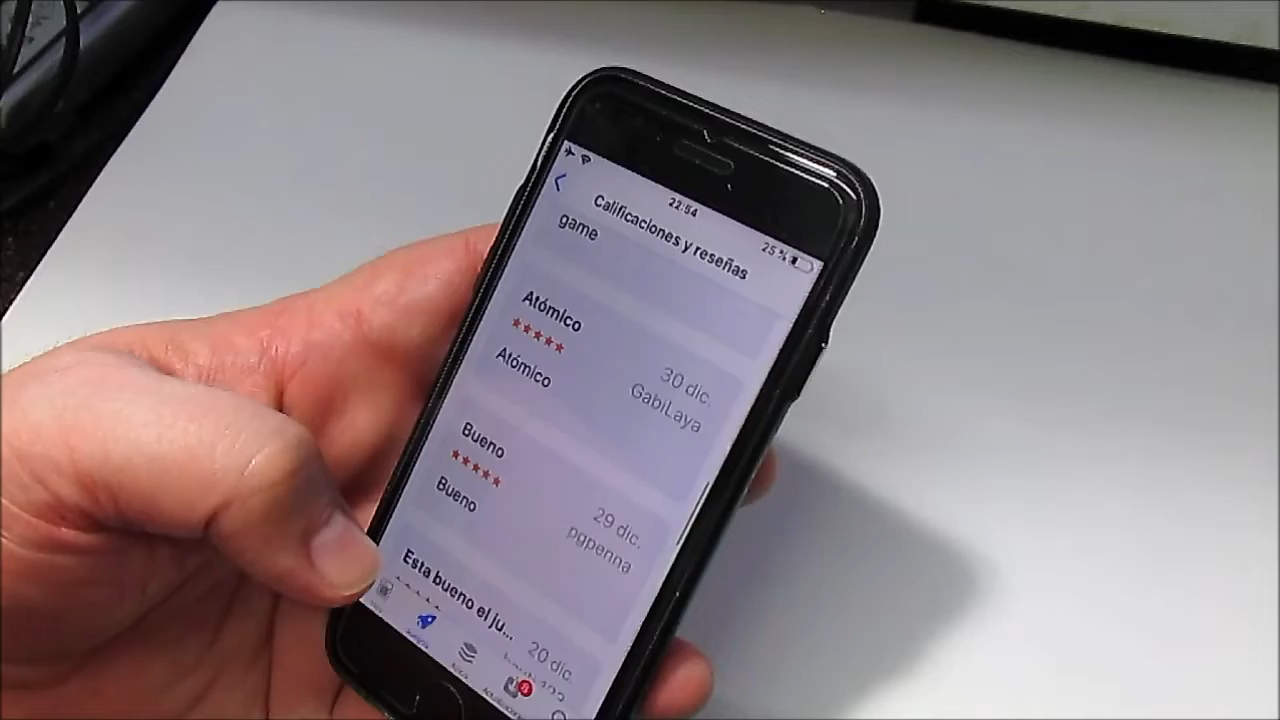 22:54
25 %
Calificaciones y reseñas
game
Atómico
30 dic.
Atómico
GabiLaya
Bueno
29 dic.
Bueno
pgpenna
Esta bueno el ju...
20 dic.